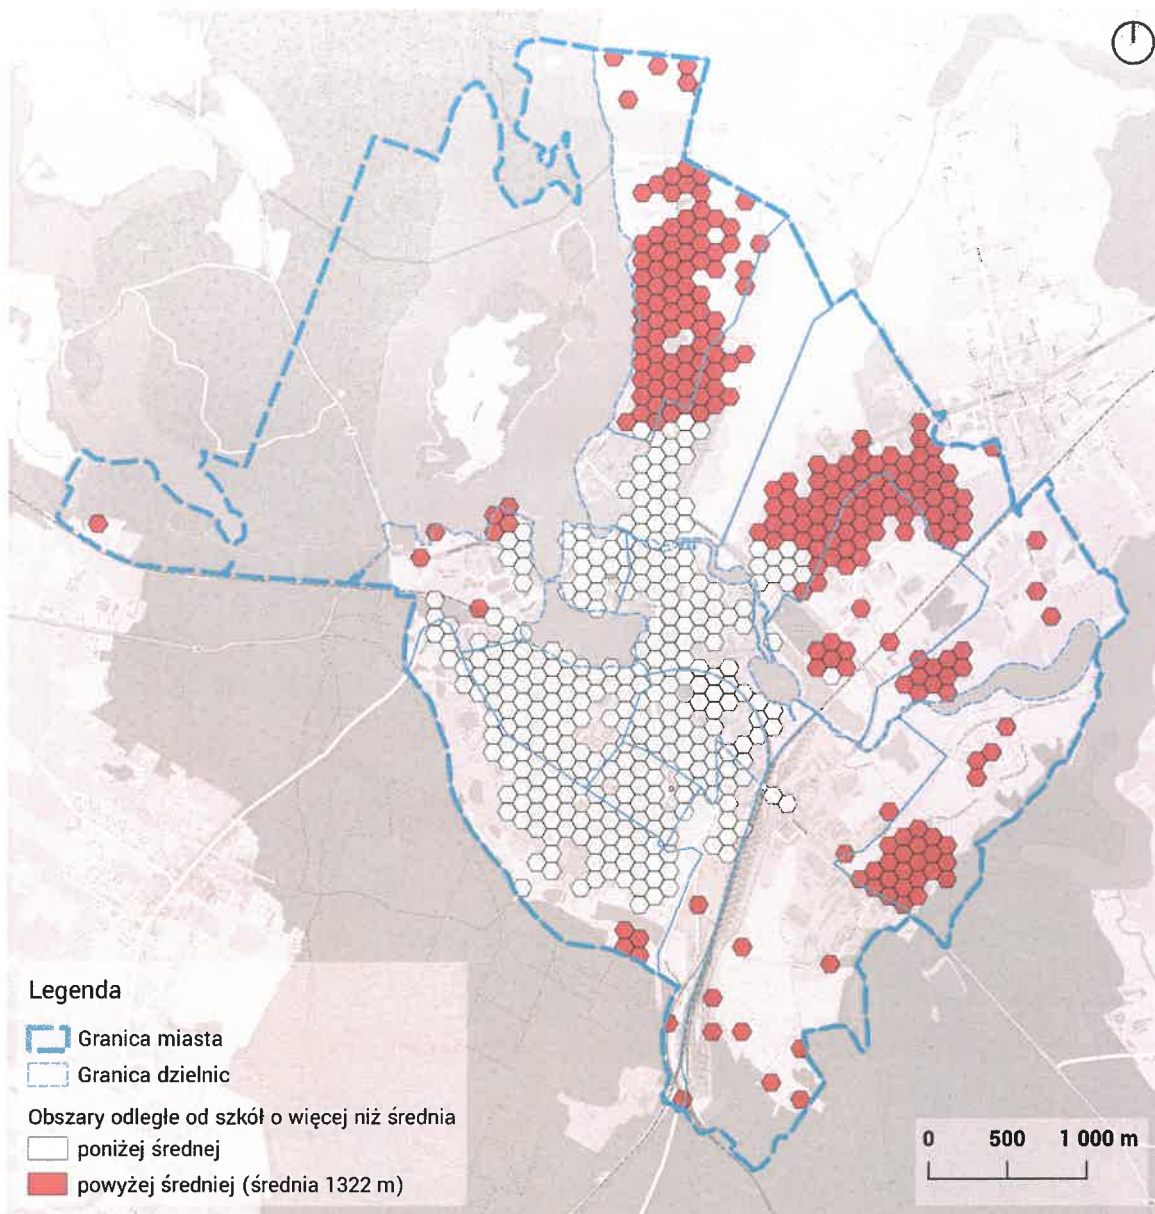 Legenda
Granica miasta
Granica dzielnic
Obszary odległe od szkół o więcej niż średnia
poniżej średnej
powyżej średniej (średnia 1322 m)
0 500 1 000 m